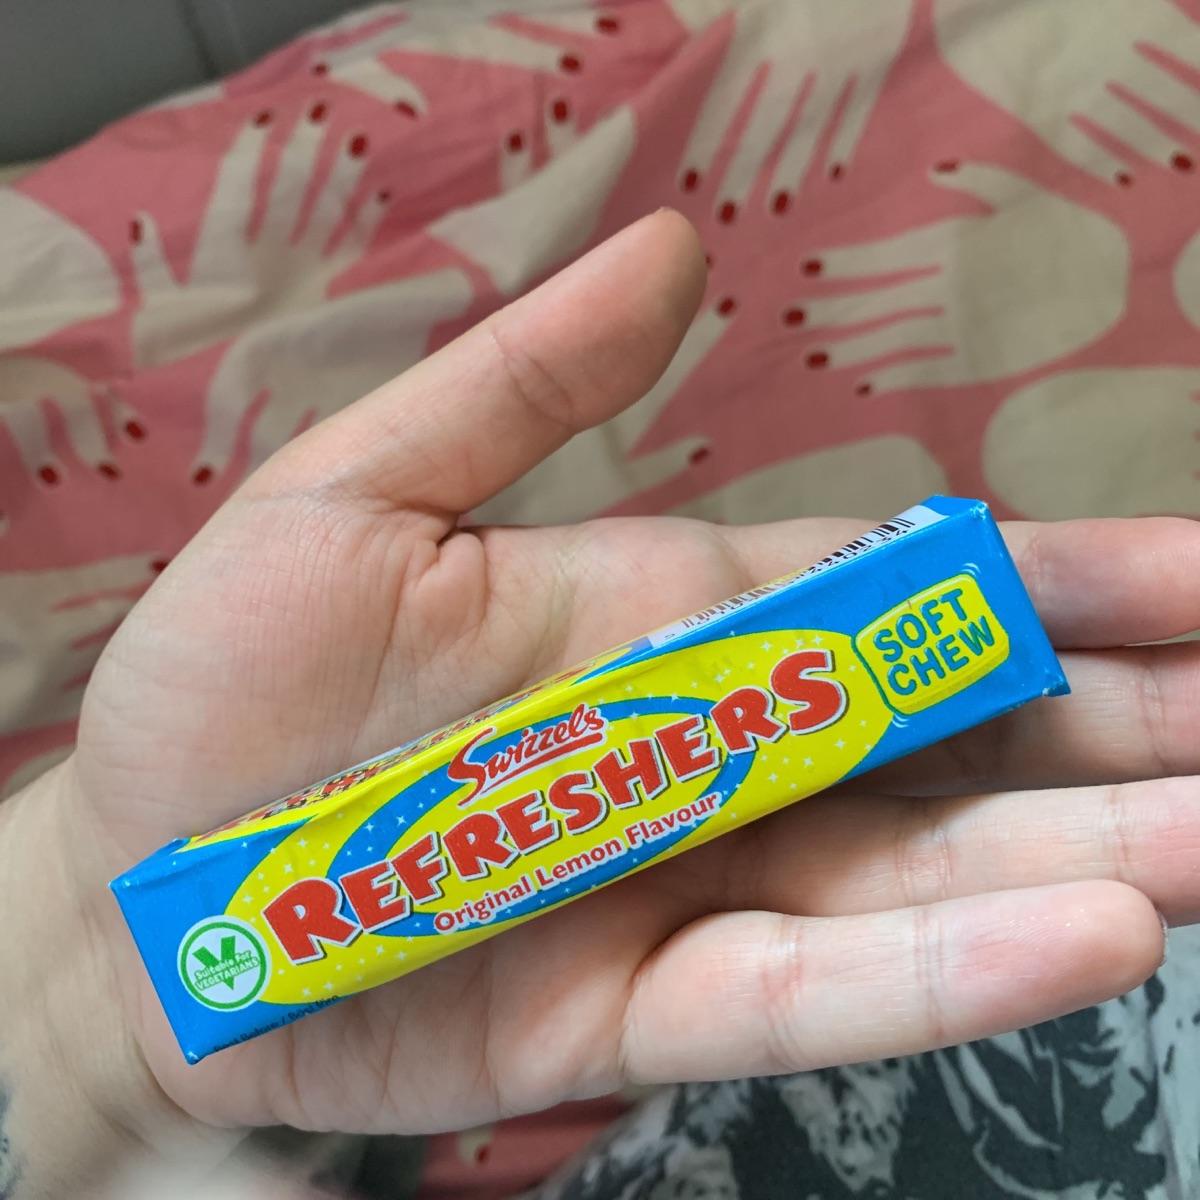 Swizzels
REFRESHERS
Original Lemon Flavour
SOFT
CHEW
Suitable For
VEGETARIANS